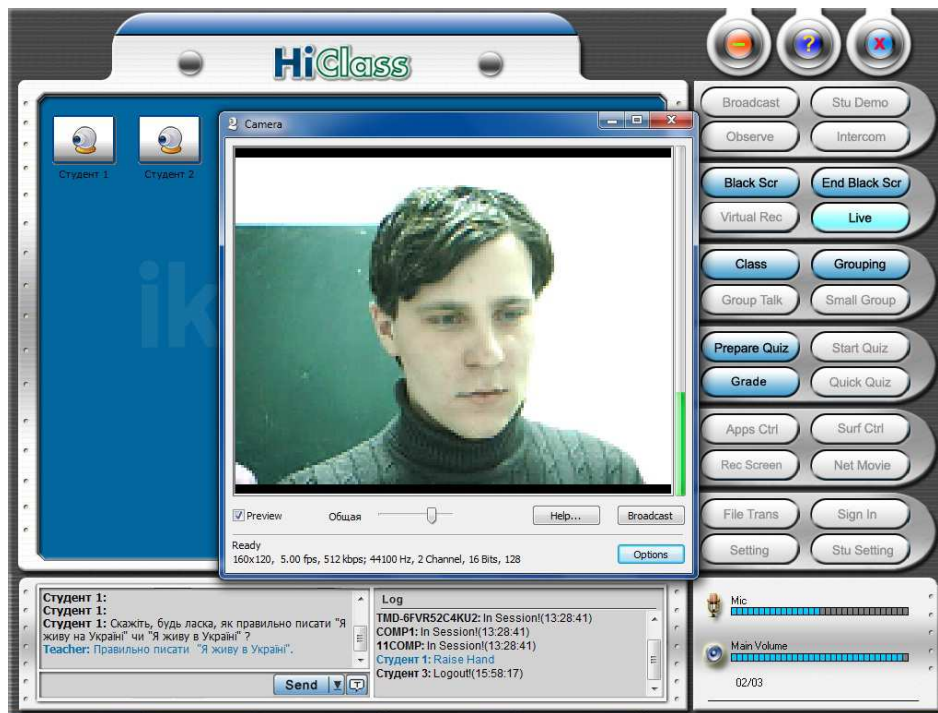 HiClass
Студент 1
Студент 2
ik
Camera
Preview
Общая
Help...
Broadcast
Ready
160x120, 5.00 fps, 512 kbps; 44100 Hz, 2 Channel, 16 Bits, 128
Options
Broadcast
Stu Demo
Observe
Intercom
Black Scr
End Black Scr
Virtual Rec
Live
Class
Grouping
Group Talk
Small Group
Prepare Quiz
Start Quiz
Grade
Quick Quiz
Apps Ctrl
Surf Ctrl
Rec Screen
Net Movie
File Trans
Sign In
Setting
Stu Setting
Студент 1:
Студент 1:
Студент 1: Скажіть, будь ласка, як правильно писати "Я
живу на Україні" чи "Я живу в Україні" ?
Teacher: Правильно писати "Я живу в Україні".
Send
Log
TMD-6FVR52C4KU2: In Session!(13:28:41)
COMP1: In Session!(13:28:41)
11COMP: In Session!(13:28:41)
Студент 1: Raise Hand
Студент 3: Logout!(15:58:17)
Mic
Main Volume
02/03